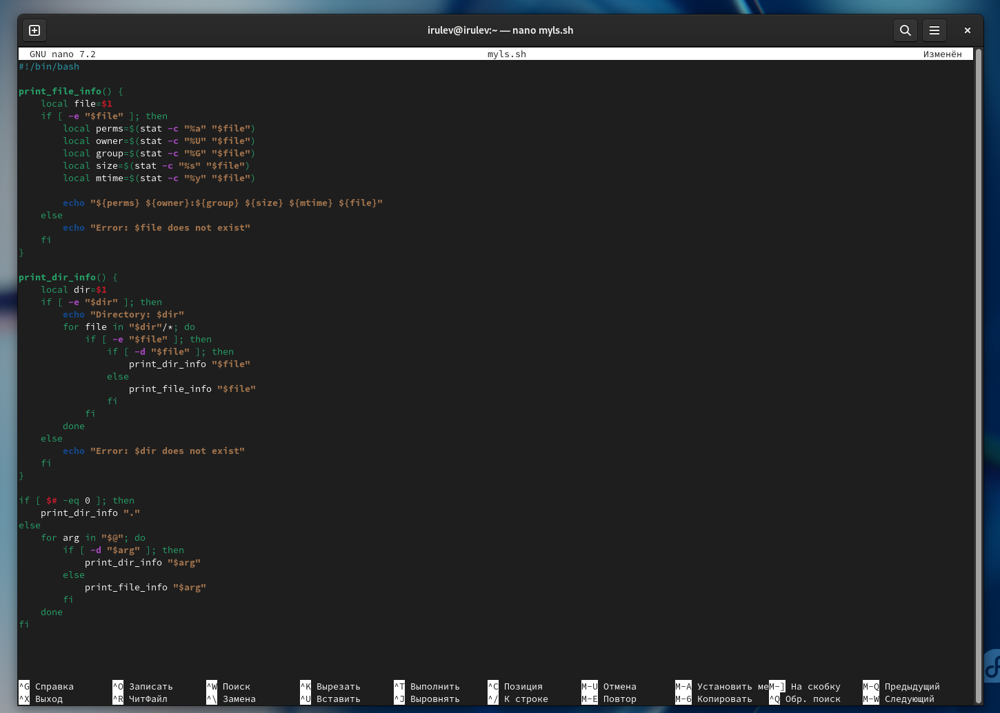 irulev@irulev:~ — nano myls.sh
GNU nano 7.2 myls.sh Изменён
#!/bin/bash

print_file_info() {
    local file=$1
    if [ -e "$file" ]; then
        local perms=$(stat -c "%a" "$file")
        local owner=$(stat -c "%U" "$file")
        local group=$(stat -c "%G" "$file")
        local size=$(stat -c "%s" "$file")
        local mtime=$(stat -c "%y" "$file")

        echo "${perms} ${owner}:${group} ${size} ${mtime} ${file}"
    else
        echo "Error: $file does not exist"
    fi
}

print_dir_info() {
    local dir=$1
    if [ -e "$dir" ]; then
        echo "Directory: $dir"
        for file in "$dir"/*; do
            if [ -e "$file" ]; then
                if [ -d "$file" ]; then
                    print_dir_info "$file"
                else
                    print_file_info "$file"
                fi
            fi
        done
    else
        echo "Error: $dir does not exist"
    fi
}

if [ $# -eq 0 ]; then
    print_dir_info "."
else
    for arg in "$@"; do
        if [ -d "$arg" ]; then
            print_dir_info "$arg"
        else
            print_file_info "$arg"
        fi
    done
fi

^G Справка ^O Записать ^W Поиск ^K Вырезать ^T Выполнить ^C Позиция M-U Отмена M-A Установить ме M-] На скобку M-Q Предыдущий
^X Выход ^R ЧитФайл ^\ Замена ^U Вставить ^J Выровнять ^/ К строке M-E Повтор M-6 Копировать ^Q Обр. поиск M-W Следующий